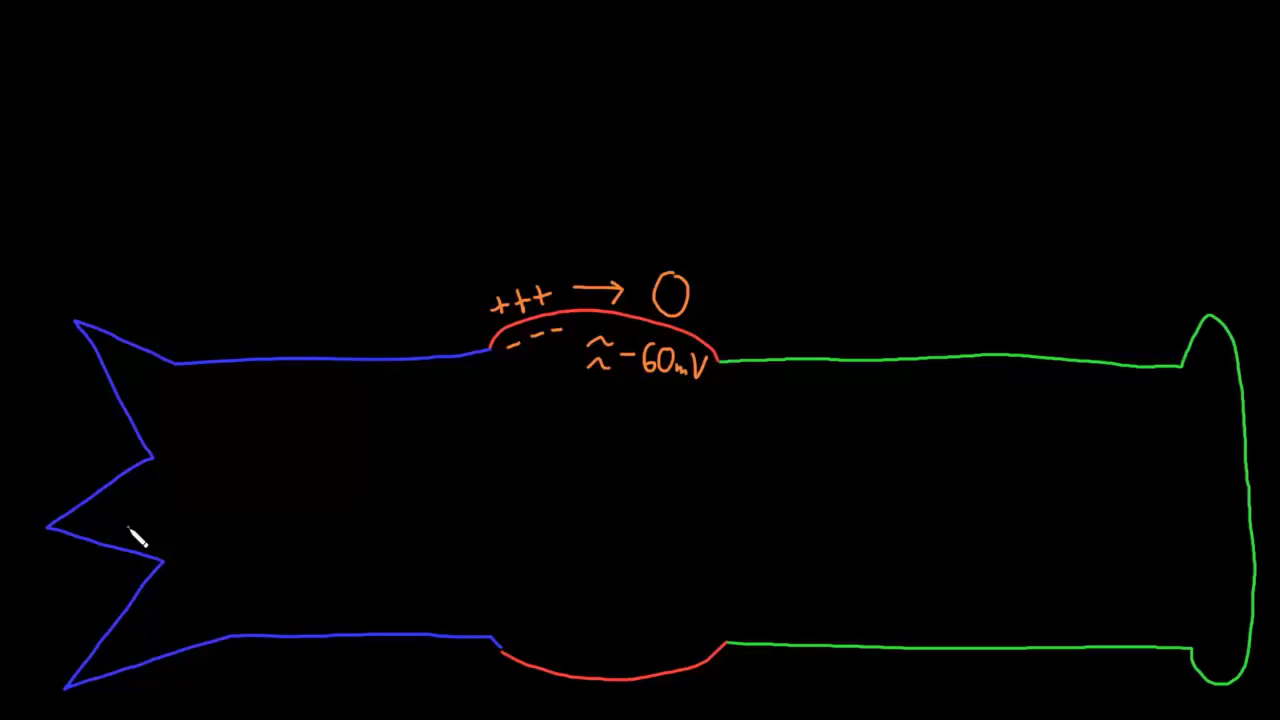 +++ → 0
--- ≈ -60mV